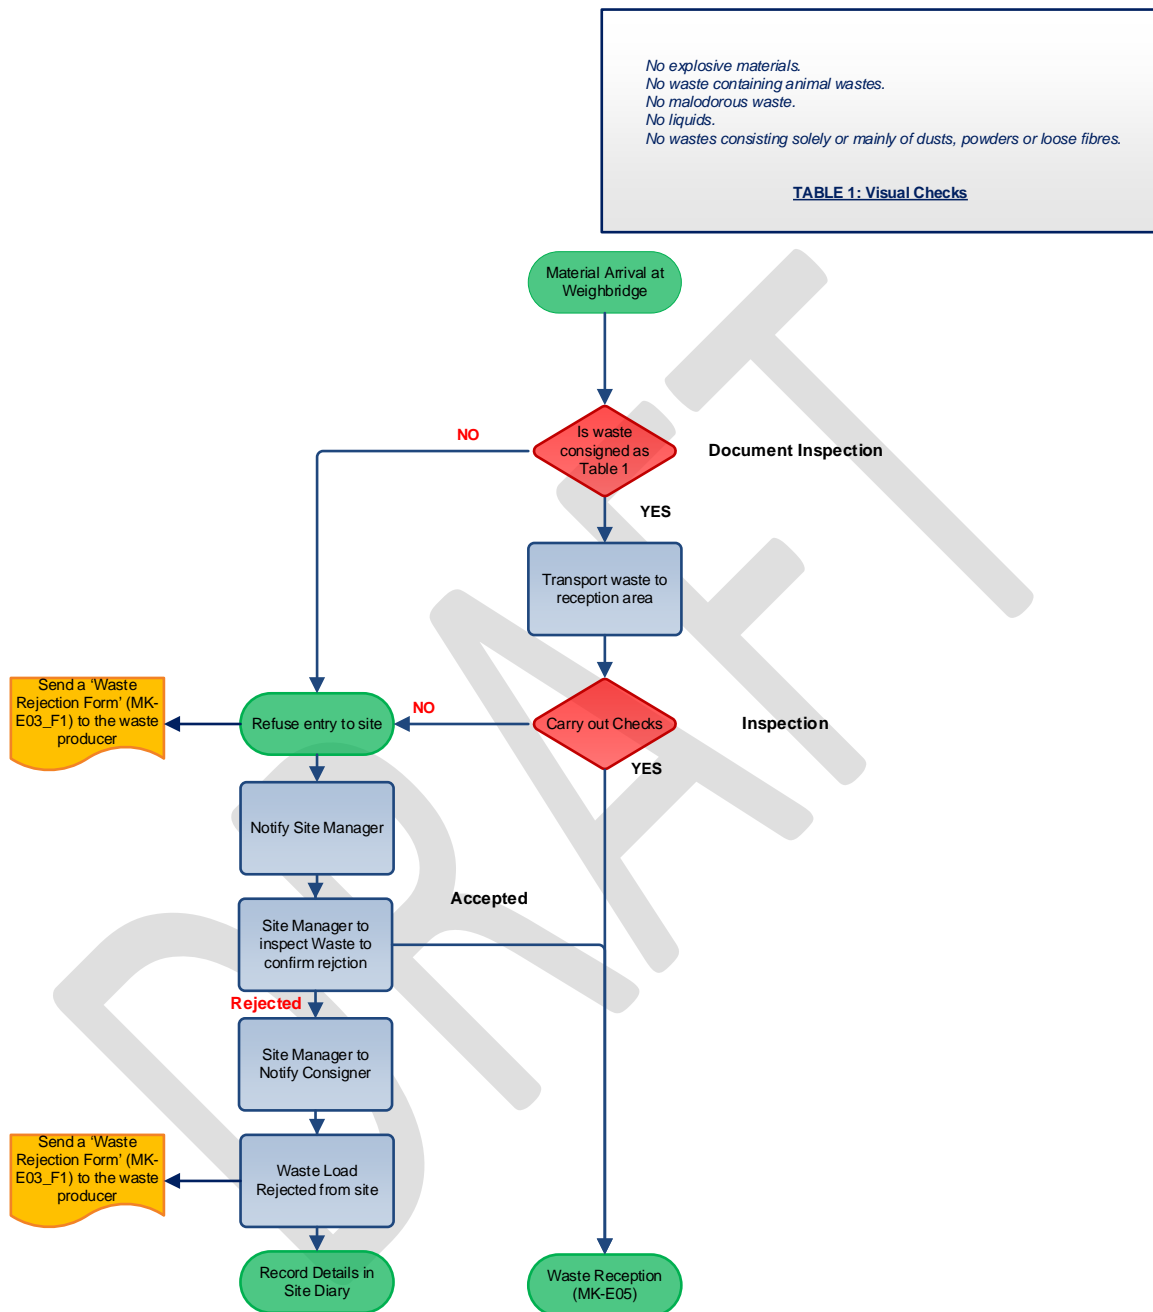 No explosive materials.
No waste containing animal wastes.
No malodorous waste.
No liquids.
No wastes consisting solely or mainly of dusts, powders or loose fibres.
TABLE 1: Visual Checks
Material Arrival at
Weighbridge
Is waste
consigned as
Table 1
NO
Document Inspection
YES
Transport waste to
reception area
Send a ‘Waste
Rejection Form’ (MK-
E03_F1) to the waste
producer
Refuse entry to site
NO
Carry out Checks
Inspection
YES
Notify Site Manager
Accepted
Site Manager to
inspect Waste to
confirm rejction
Rejected
Site Manager to
Notify Consigner
Send a ‘Waste
Rejection Form’ (MK-
E03_F1) to the waste
producer
Waste Load
Rejected from site
Record Details in
Site Diary
Waste Reception
(MK-E05)
DRAFT